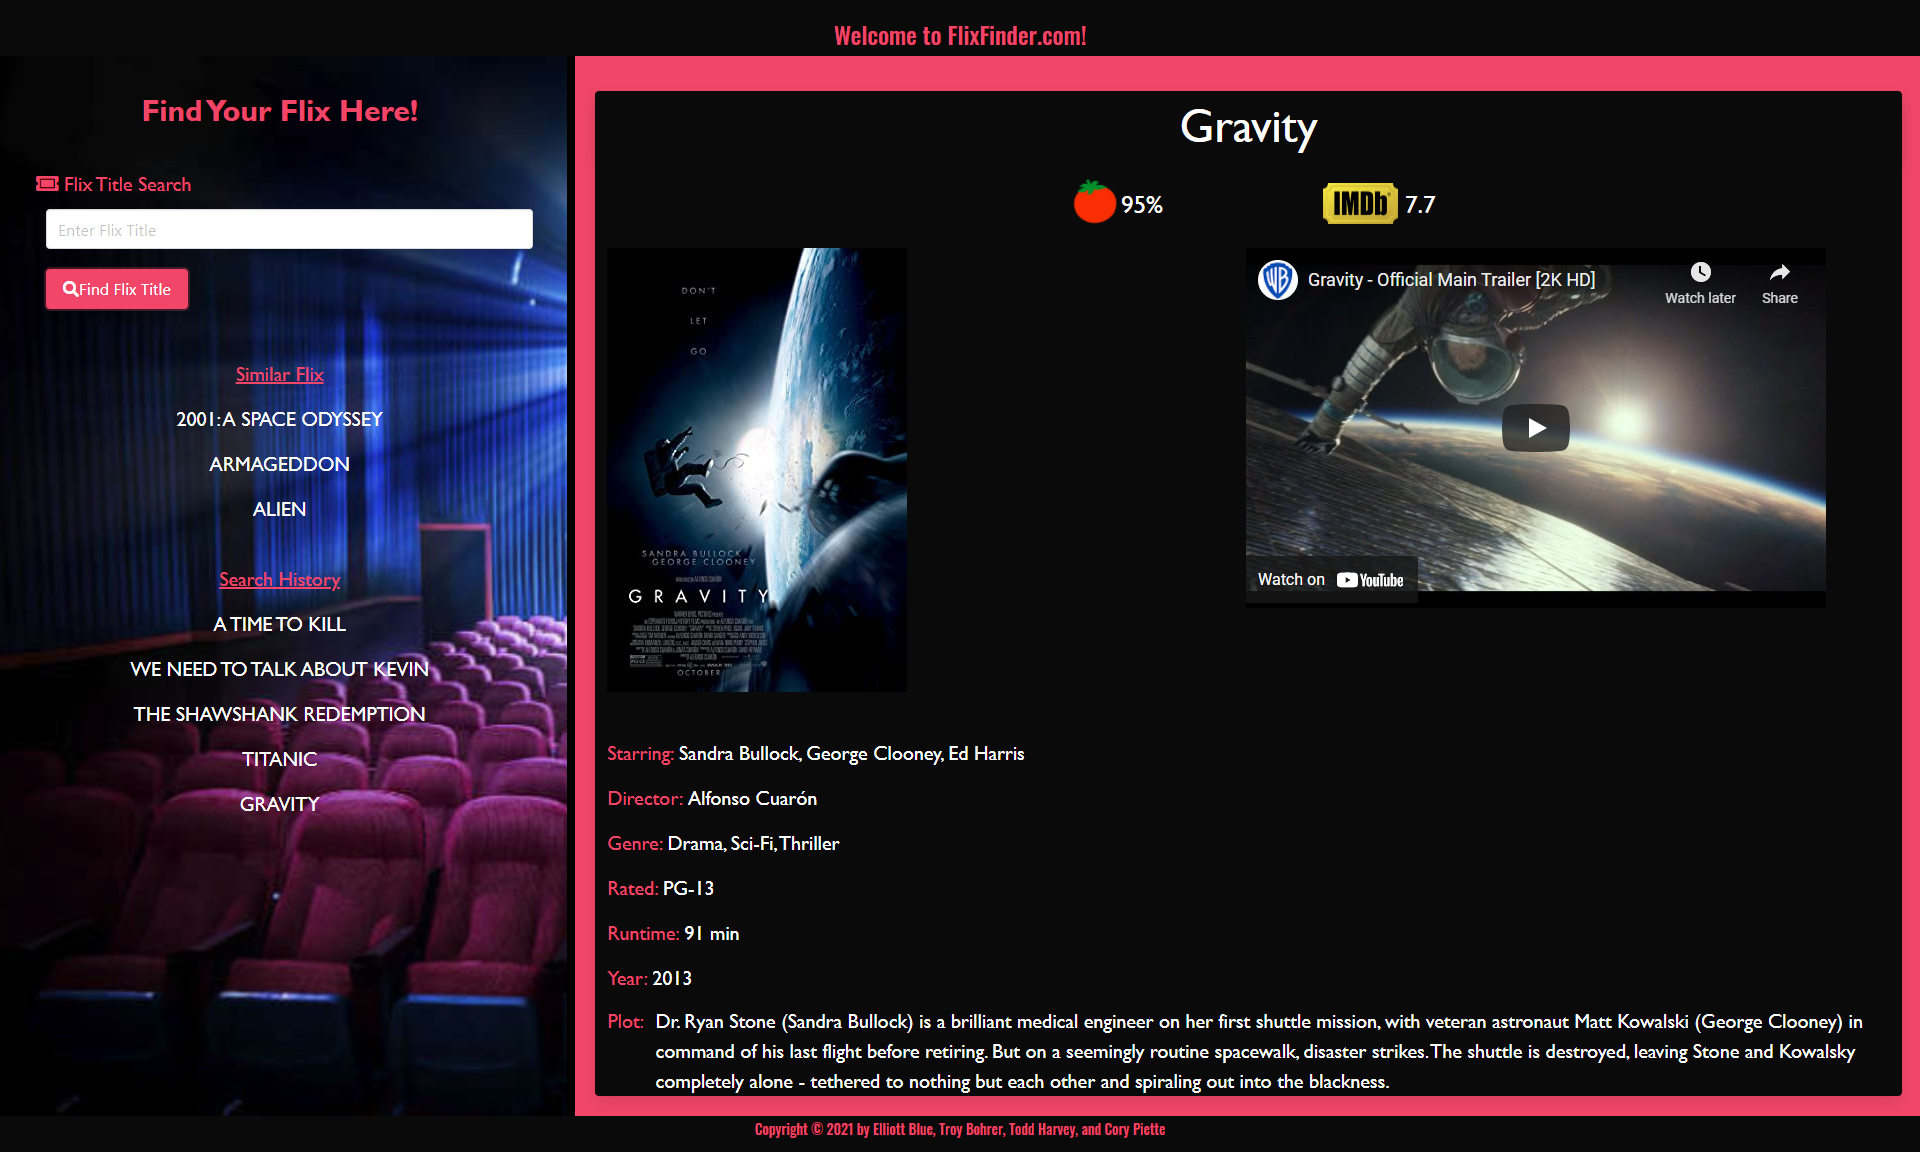 Welcome to FlixFinder.com!
Find Your Flix Here!
Flix Title Search
Enter Flix Title
Find Flix Title
Similar Flix
2001: A SPACE ODYSSEY
ARMAGEDDON
ALIEN
Search History
A TIME TO KILL
WE NEED TO TALK ABOUT KEVIN
THE SHAWSHANK REDEMPTION
TITANIC
GRAVITY
Gravity
95%
IMDb 7.7
DON'T
LET
GO
SANDRA BULLOCK
GEORGE CLOONEY
GRAVITY
OCTOBER
WB
Gravity - Official Main Trailer [2K HD]
Watch later
Share
Watch on YouTube
Starring: Sandra Bullock, George Clooney, Ed Harris
Director: Alfonso Cuarón
Genre: Drama, Sci-Fi, Thriller
Rated: PG-13
Runtime: 91 min
Year: 2013
Plot: Dr. Ryan Stone (Sandra Bullock) is a brilliant medical engineer on her first shuttle mission, with veteran astronaut Matt Kowalski (George Clooney) in
command of his last flight before retiring. But on a seemingly routine spacewalk, disaster strikes. The shuttle is destroyed, leaving Stone and Kowalsky
completely alone - tethered to nothing but each other and spiraling out into the blackness.
Copyright © 2021 by Elliott Blue, Troy Bohrer, Todd Harvey, and Cory Piette